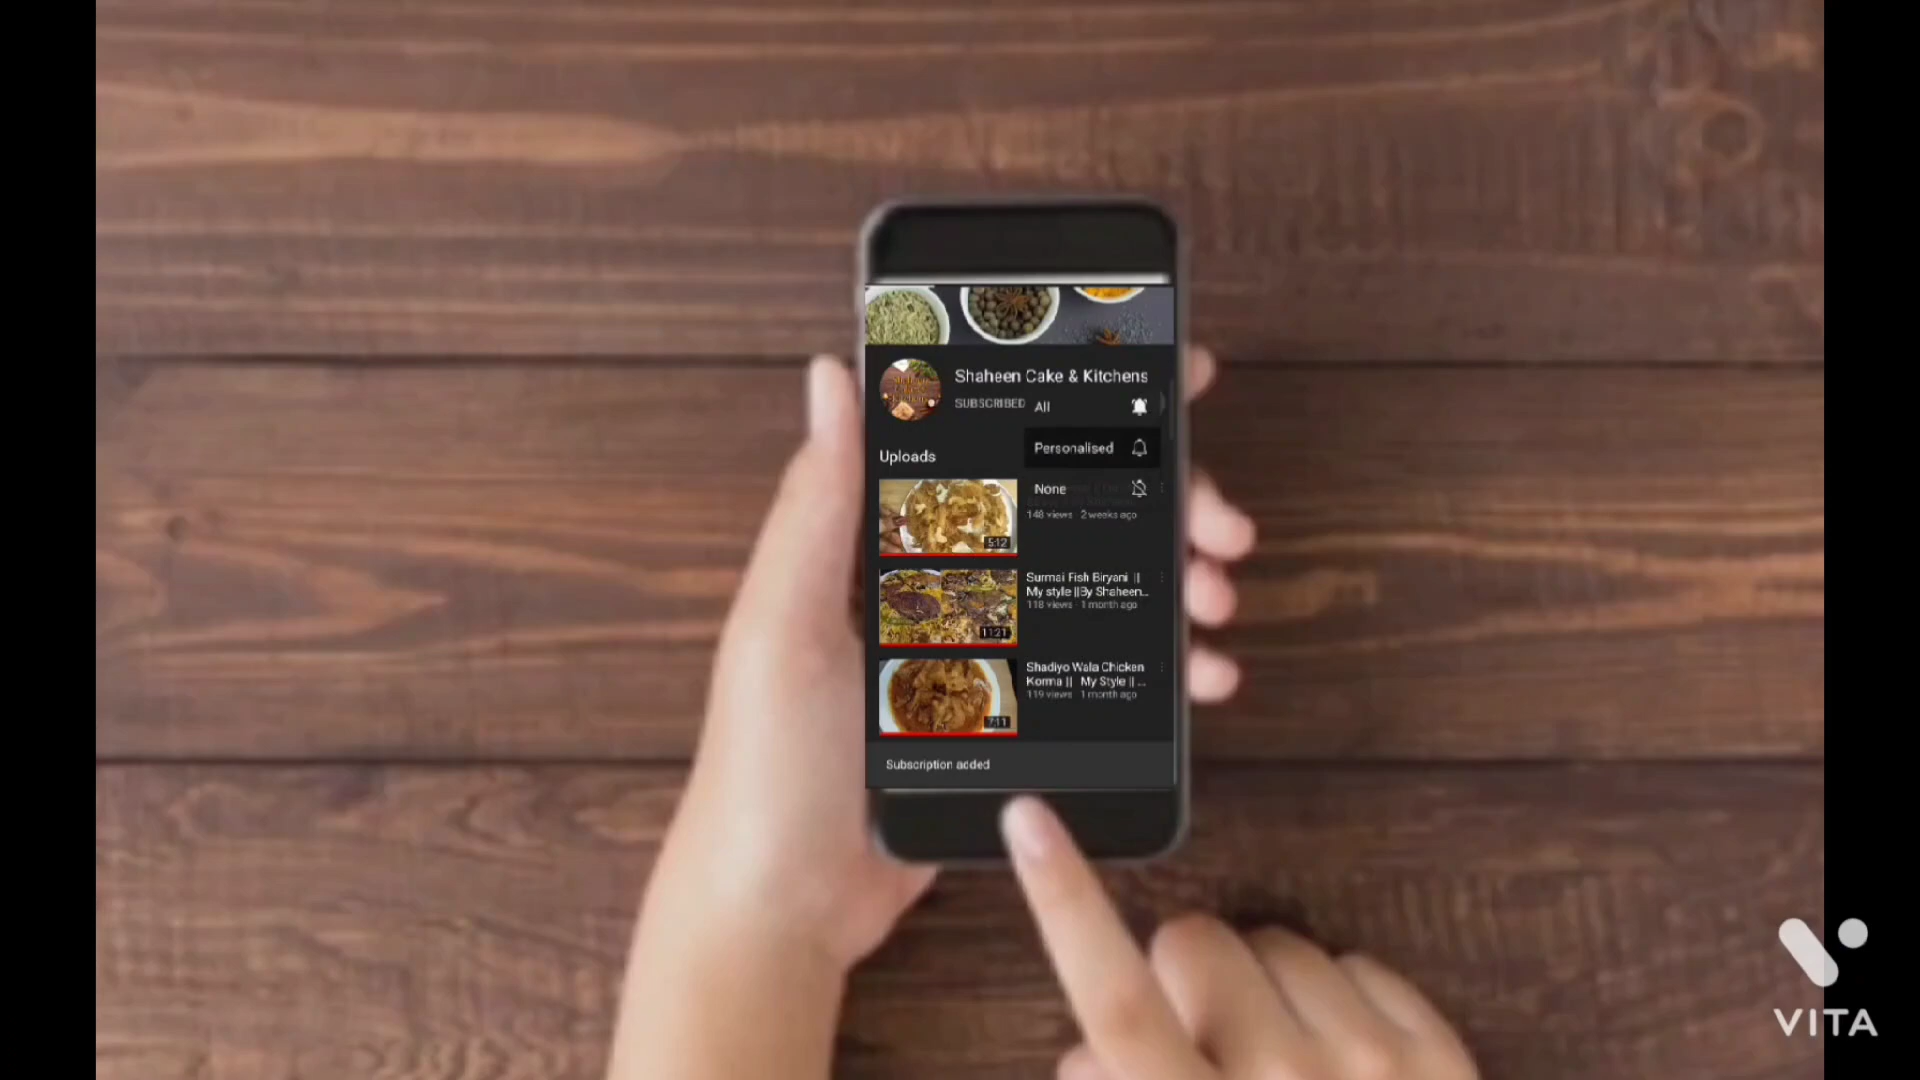 Shaheen Cake & Kitchens
SUBSCRIBED
All
Personalised
None
Uploads
148 views · 2 weeks ago
5:12
Surmai Fish Biryani ||
My style ||By Shaheen...
118 views · 1 month ago
11:21
Shadiyo Wala Chicken
Korma || My Style || ...
119 views · 1 month ago
7:11
Subscription added
VITA